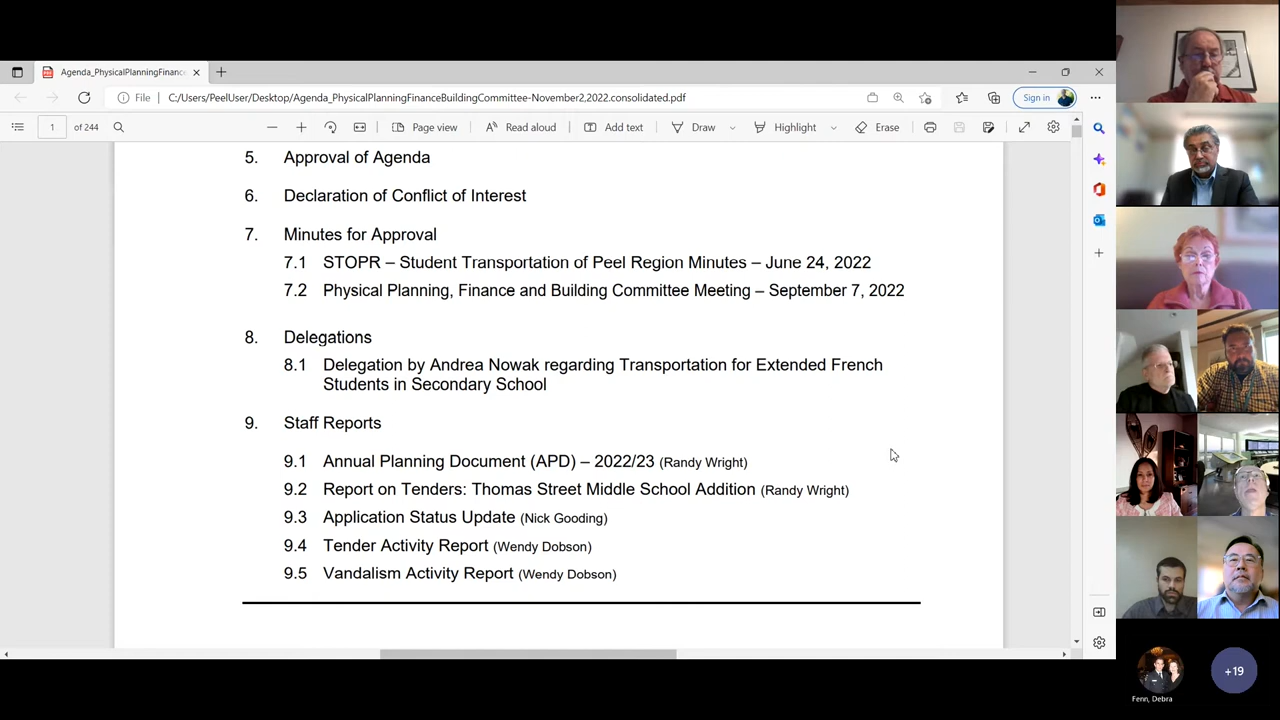 Agenda_PhysicalPlanningFinance
File C:/Users/PeelUser/Desktop/Agenda_PhysicalPlanningFinanceBuildingCommittee-November2,2022.consolidated.pdf Sign in
1 of 244 Page view Read aloud Add text Draw Highlight Erase
5. Approval of Agenda
6. Declaration of Conflict of Interest
7. Minutes for Approval
7.1 STOPR – Student Transportation of Peel Region Minutes – June 24, 2022
7.2 Physical Planning, Finance and Building Committee Meeting – September 7, 2022
8. Delegations
8.1 Delegation by Andrea Nowak regarding Transportation for Extended French
Students in Secondary School
9. Staff Reports
9.1 Annual Planning Document (APD) – 2022/23 (Randy Wright)
9.2 Report on Tenders: Thomas Street Middle School Addition (Randy Wright)
9.3 Application Status Update (Nick Gooding)
9.4 Tender Activity Report (Wendy Dobson)
9.5 Vandalism Activity Report (Wendy Dobson)
+19
Fenn, Debra